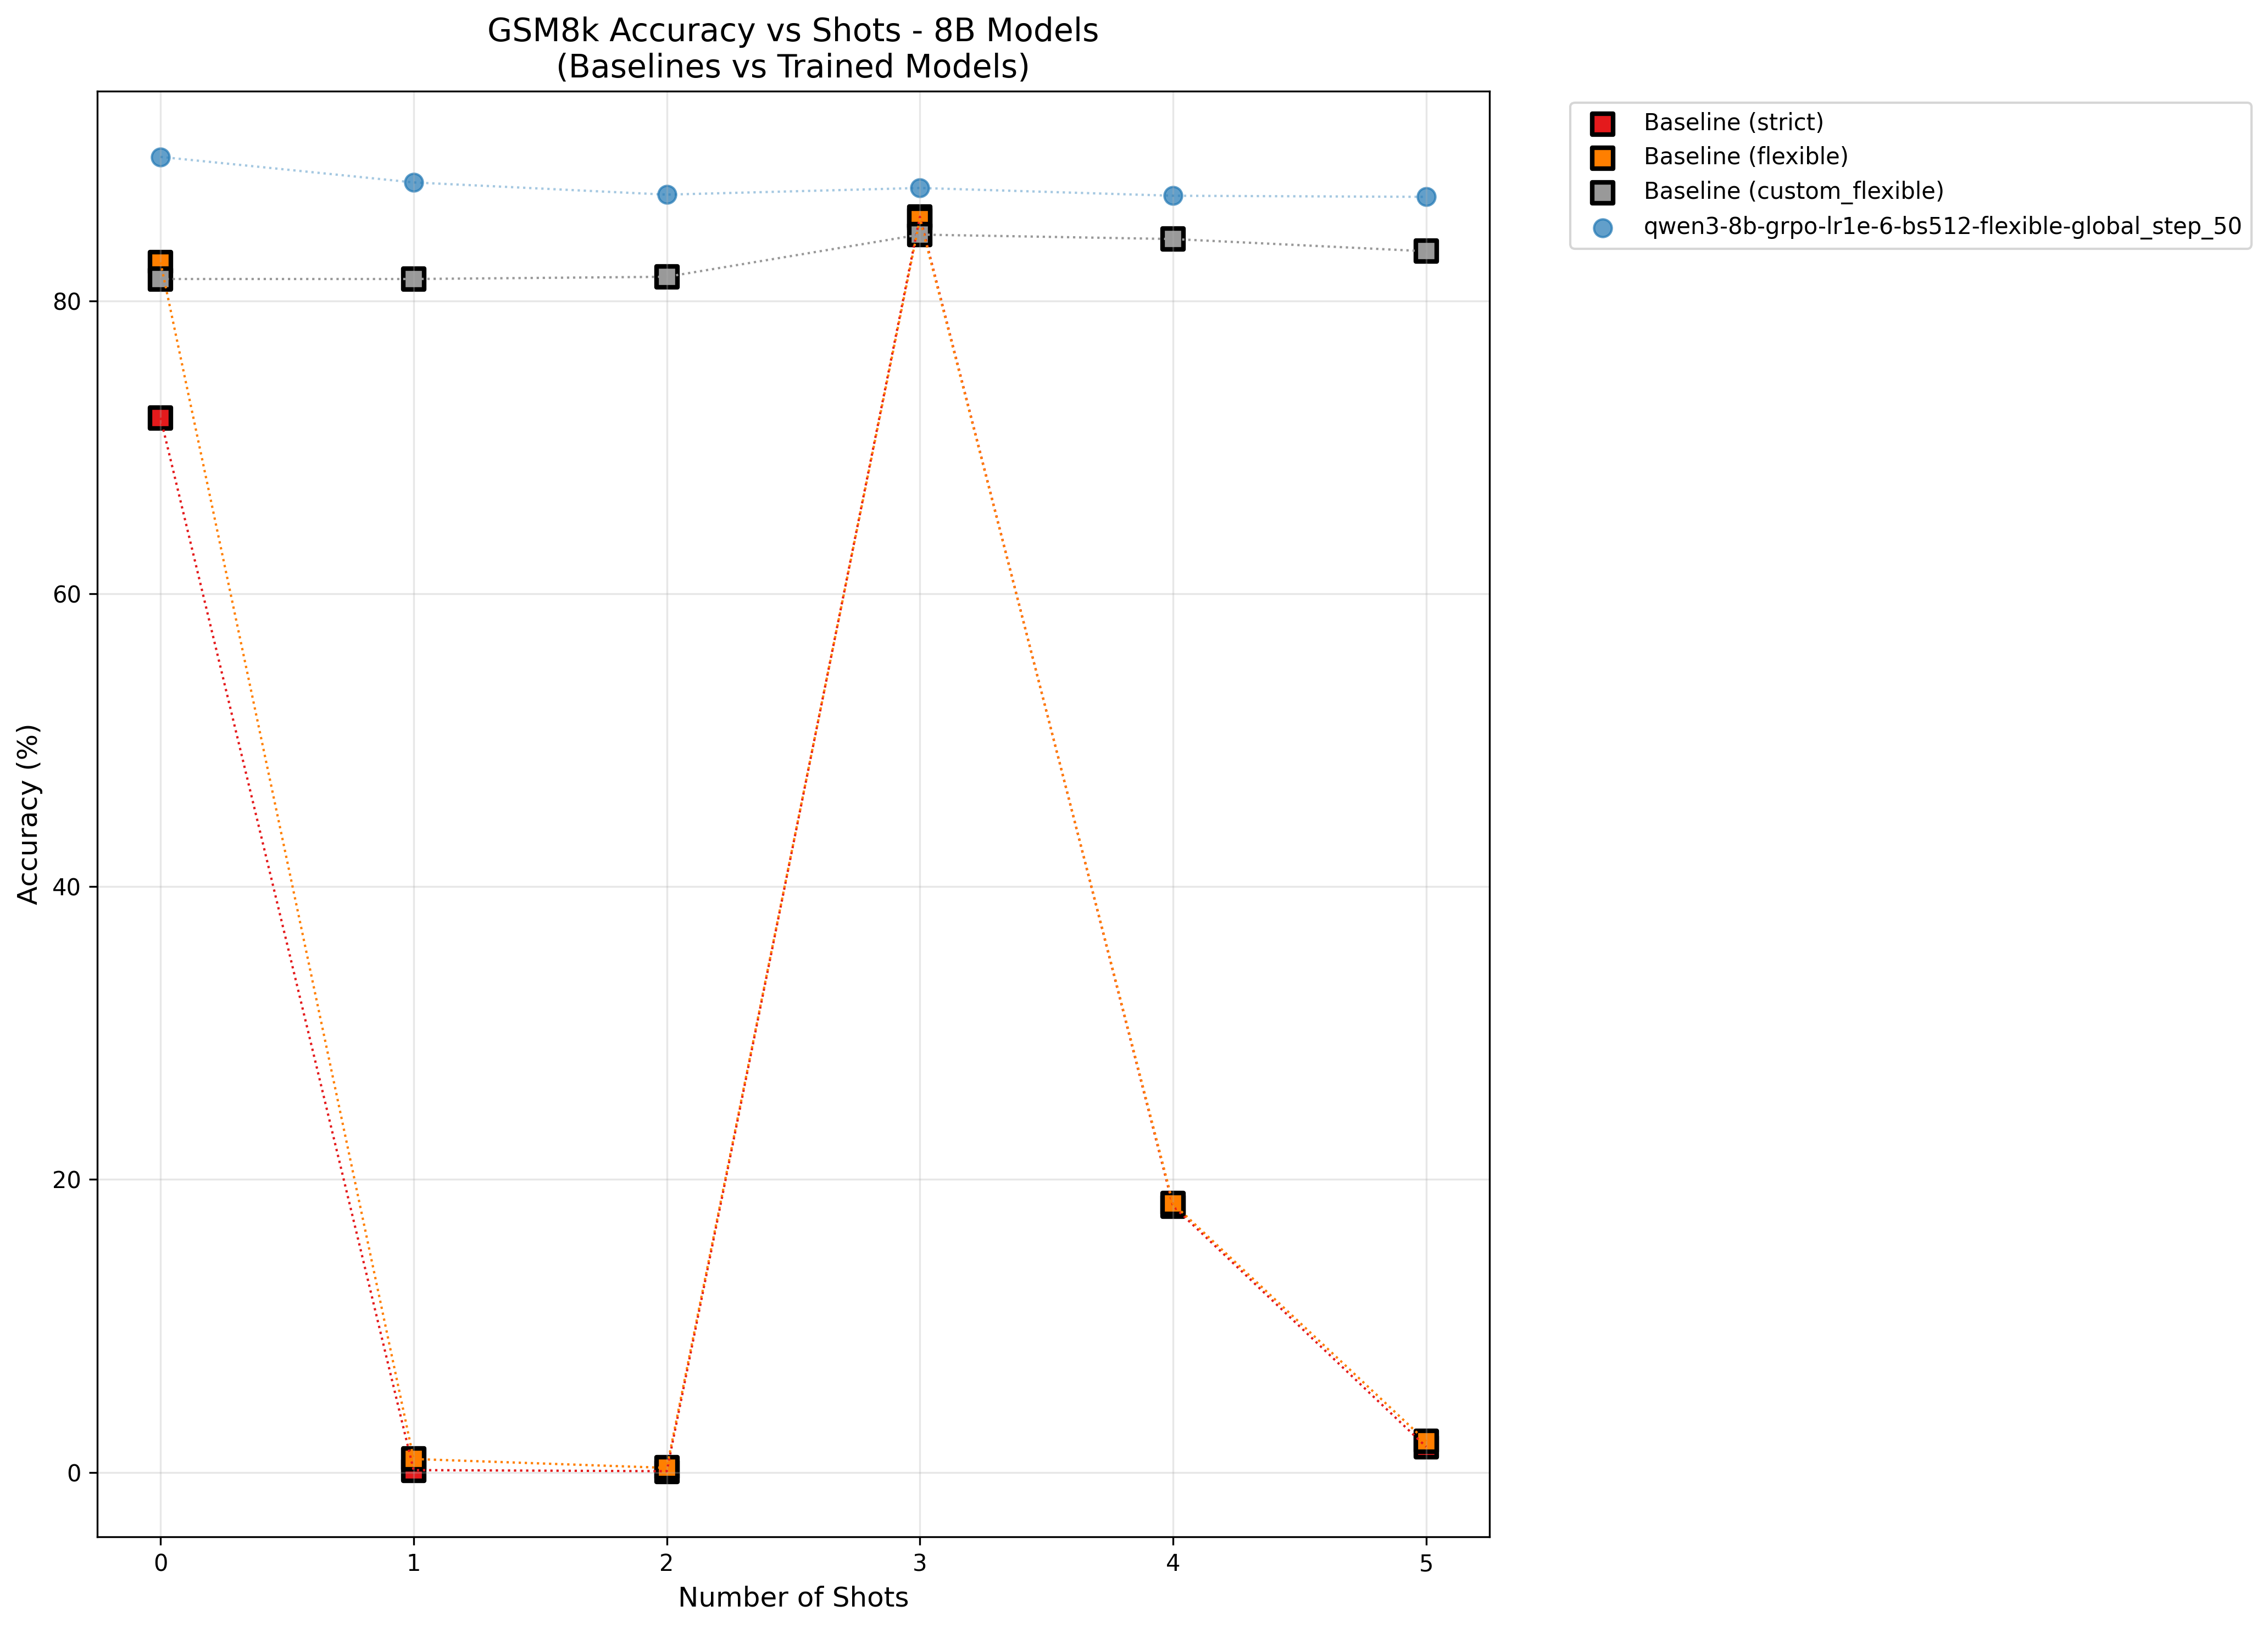 GSM8k Accuracy vs Shots - 8B Models
(Baselines vs Trained Models)
Baseline (strict)
Baseline (flexible)
Baseline (custom_flexible)
qwen3-8b-grpo-lr1e-6-bs512-flexible-global_step_50
Accuracy (%)
80
60
40
20
0
0 1 2 3 4 5
Number of Shots